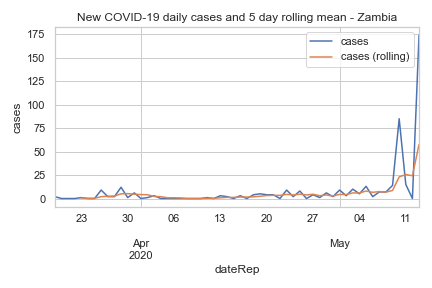 New COVID-19 daily cases and 5 day rolling mean - Zambia
cases
cases (rolling)
cases
175
150
125
100
75
50
25
0
23
30
06
13
20
27
04
11
Apr
2020
May
dateRep